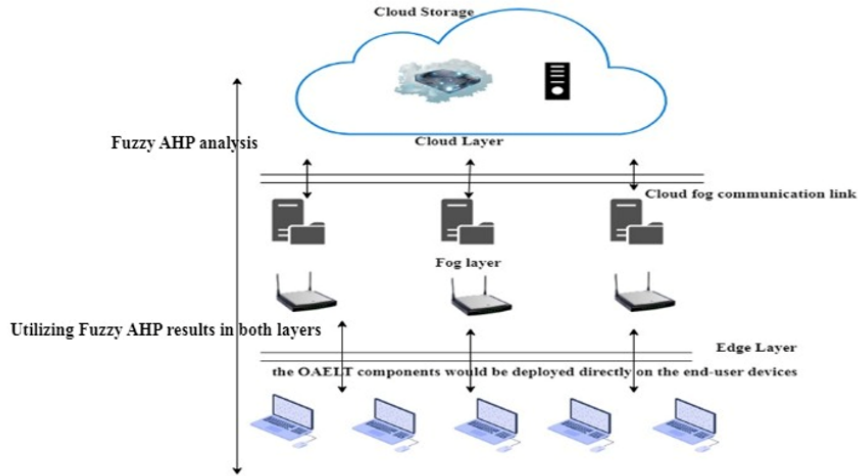 Cloud Storage
Fuzzy AHP analysis
Cloud Layer
Cloud fog communication link
Fog layer
Utilizing Fuzzy AHP results in both layers
Edge Layer
the OAELT components would be deployed directly on the end-user devices